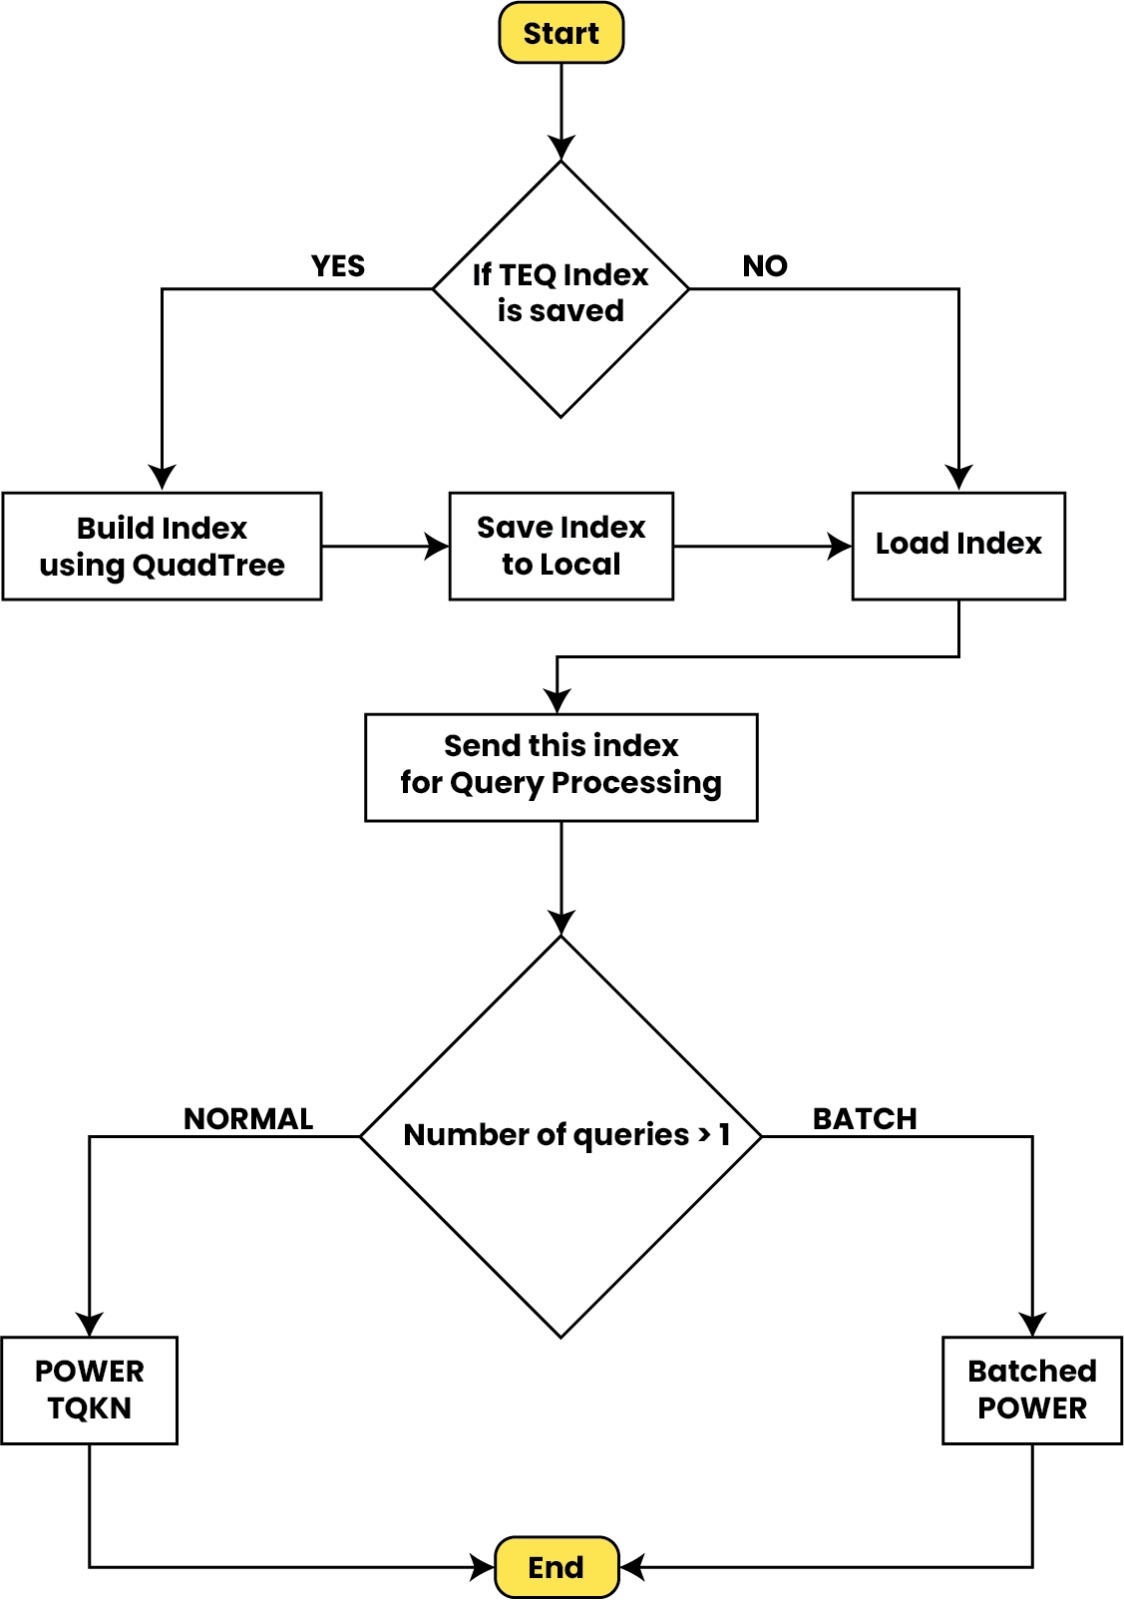 Start
YES
NO
If TEQ Index
is saved
Build Index
using QuadTree
Save Index
to Local
Load Index
Send this index
for Query Processing
NORMAL
BATCH
Number of queries > 1
POWER
TQKN
Batched
POWER
End